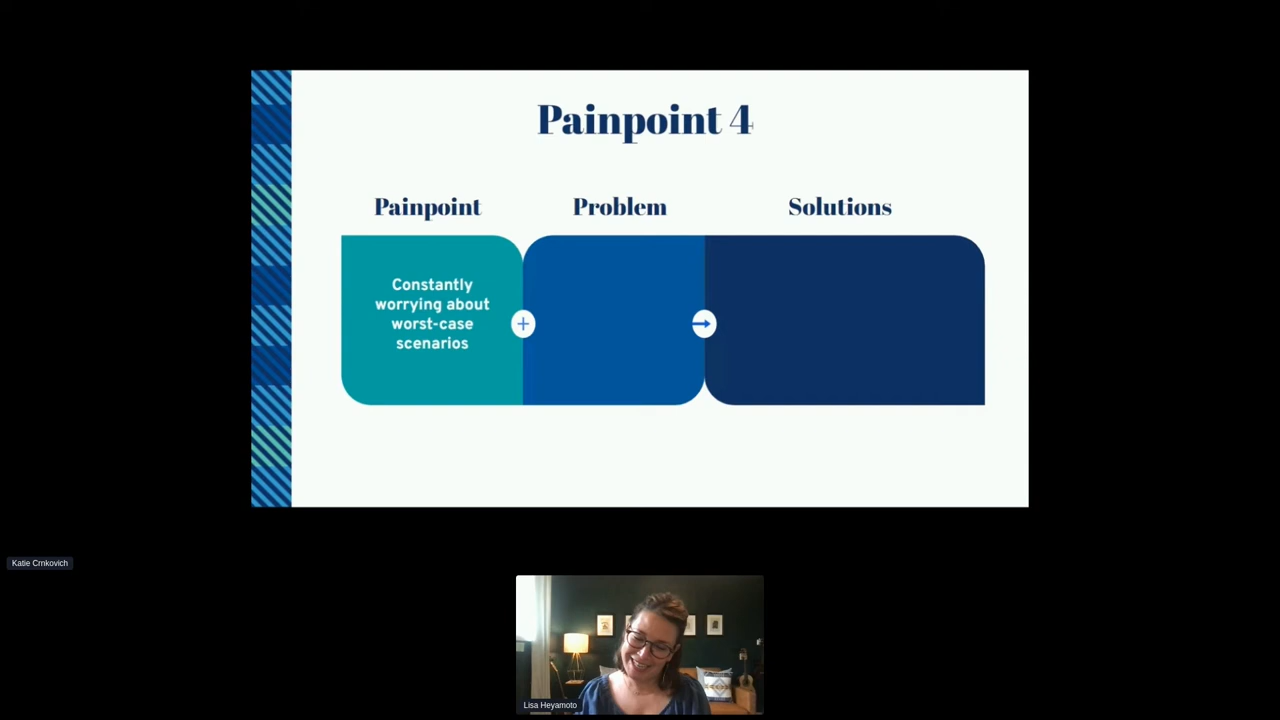 Painpoint 4
Painpoint
Problem
Solutions
Constantly
worrying about
worst-case
scenarios
Katie Crnkovich
Lisa Heyamoto